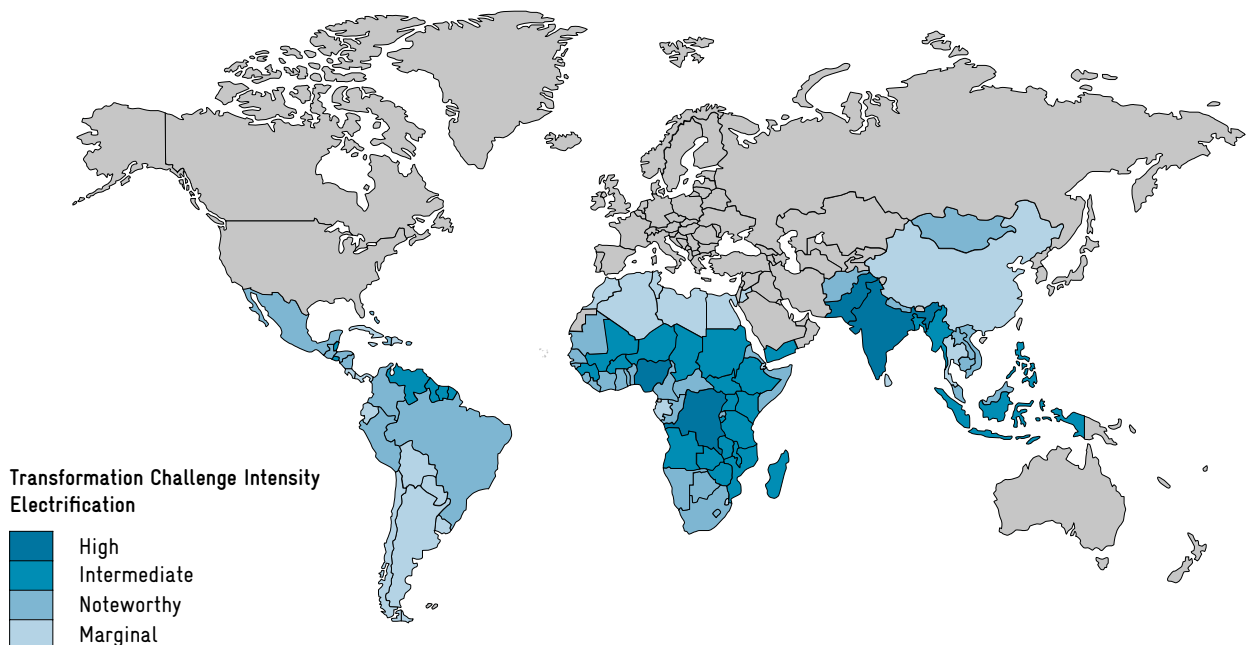 Transformation Challenge Intensity
Electrification
High
Intermediate
Noteworthy
Marginal